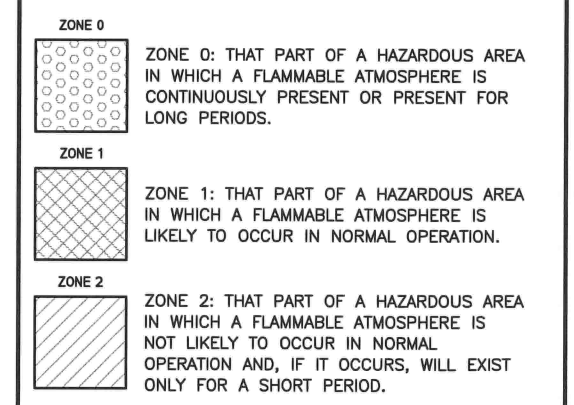 ZONE 0
ZONE 0: THAT PART OF A HAZARDOUS AREA
IN WHICH A FLAMMABLE ATMOSPHERE IS
CONTINUOUSLY PRESENT OR PRESENT FOR
LONG PERIODS.
ZONE 1
ZONE 1: THAT PART OF A HAZARDOUS AREA
IN WHICH A FLAMMABLE ATMOSPHERE IS
LIKELY TO OCCUR IN NORMAL OPERATION.
ZONE 2
ZONE 2: THAT PART OF A HAZARDOUS AREA
IN WHICH A FLAMMABLE ATMOSPHERE IS
NOT LIKELY TO OCCUR IN NORMAL
OPERATION AND, IF IT OCCURS, WILL EXIST
ONLY FOR A SHORT PERIOD.